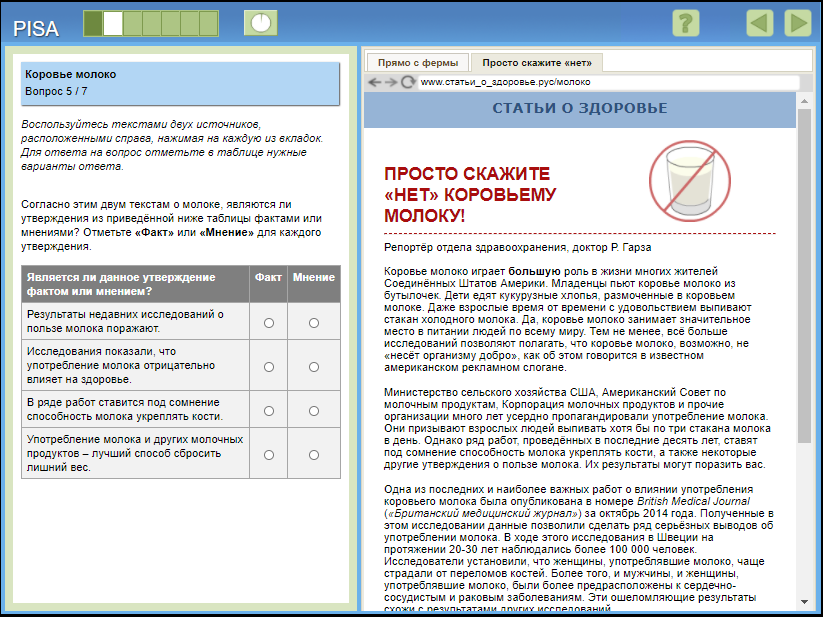 PISA
?
Коровье молоко
Вопрос 5 / 7
Воспользуйтесь текстами двух источников,
расположенными справа, нажимая на каждую из вкладок.
Для ответа на вопрос отметьте в таблице нужные
варианты ответа.
Согласно этим двум текстам о молоке, являются ли
утверждения из приведённой ниже таблицы фактами или
мнениями? Отметьте «Факт» или «Мнение» для каждого
утверждения.
Является ли данное утверждение
фактом или мнением?
Факт
Мнение
Результаты недавних исследований о
пользе молока поражают.
Исследования показали, что
употребление молока отрицательно
влияет на здоровье.
В ряде работ ставится под сомнение
способность молока укреплять кости.
Употребление молока и других молочных
продуктов – лучший способ сбросить
лишний вес.
Прямо с фермы
Просто скажите «нет»
www.статьи_о_здоровье.рус/молоко
СТАТЬИ О ЗДОРОВЬЕ
ПРОСТО СКАЖИТЕ
«НЕТ» КОРОВЬЕМУ
МОЛОКУ!
Репортёр отдела здравоохранения, доктор Р. Гарза
Коровье молоко играет большую роль в жизни многих жителей
Соединённых Штатов Америки. Младенцы пьют коровье молоко из
бутылочек. Дети едят кукурузные хлопья, размоченные в коровьем
молоке. Даже взрослые время от времени с удовольствием выпивают
стакан холодного молока. Да, коровье молоко занимает значительное
место в питании людей по всему миру. Тем не менее, всё больше
исследований позволяют полагать, что коровье молоко, возможно, не
«несёт организму добро», как об этом говорится в известном
американском рекламном слогане.
Министерство сельского хозяйства США, Американский Совет по
молочным продуктам, Корпорация молочных продуктов и прочие
организации много лет усердно пропагандировали употребление молока.
Они призывают взрослых людей выпивать хотя бы по три стакана молока
в день. Однако ряд работ, проведённых в последние десять лет, ставят
под сомнение способность молока укреплять кости, а также некоторые
другие утверждения о пользе молока. Их результаты могут поразить вас.
Одна из последних и наиболее важных работ о влиянии употребления
коровьего молока была опубликована в номере British Medical Journal
(«Британский медицинский журнал») за октябрь 2014 года. Полученные в
этом исследовании данные позволили сделать ряд серьёзных выводов об
употреблении молока. В ходе этого исследования в Швеции на
протяжении 20-30 лет наблюдались более 100 000 человек.
Исследователи установили, что женщины, употреблявшие молоко, чаще
страдали от переломов костей. Более того, и мужчины, и женщины,
употреблявшие молоко, были более предрасположены к сердечно-
сосудистым и раковым заболеваниям. Эти ошеломляющие результаты
схожи с результатами других исследований.